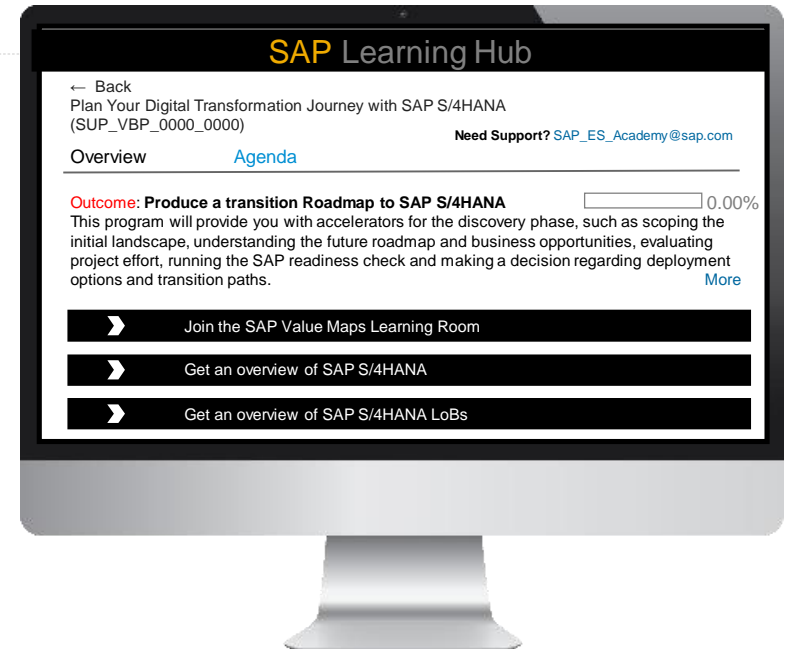 SAP Learning Hub
← Back
Plan Your Digital Transformation Journey with SAP S/4HANA
(SUP_VBP_0000_0000)
Need Support? SAP_ES_Academy@sap.com
Overview Agenda
Outcome: Produce a transition Roadmap to SAP S/4HANA 0.00%
This program will provide you with accelerators for the discovery phase, such as scoping the
initial landscape, understanding the future roadmap and business opportunities, evaluating
project effort, running the SAP readiness check and making a decision regarding deployment
options and transition paths. More
Join the SAP Value Maps Learning Room
Get an overview of SAP S/4HANA
Get an overview of SAP S/4HANA LoBs